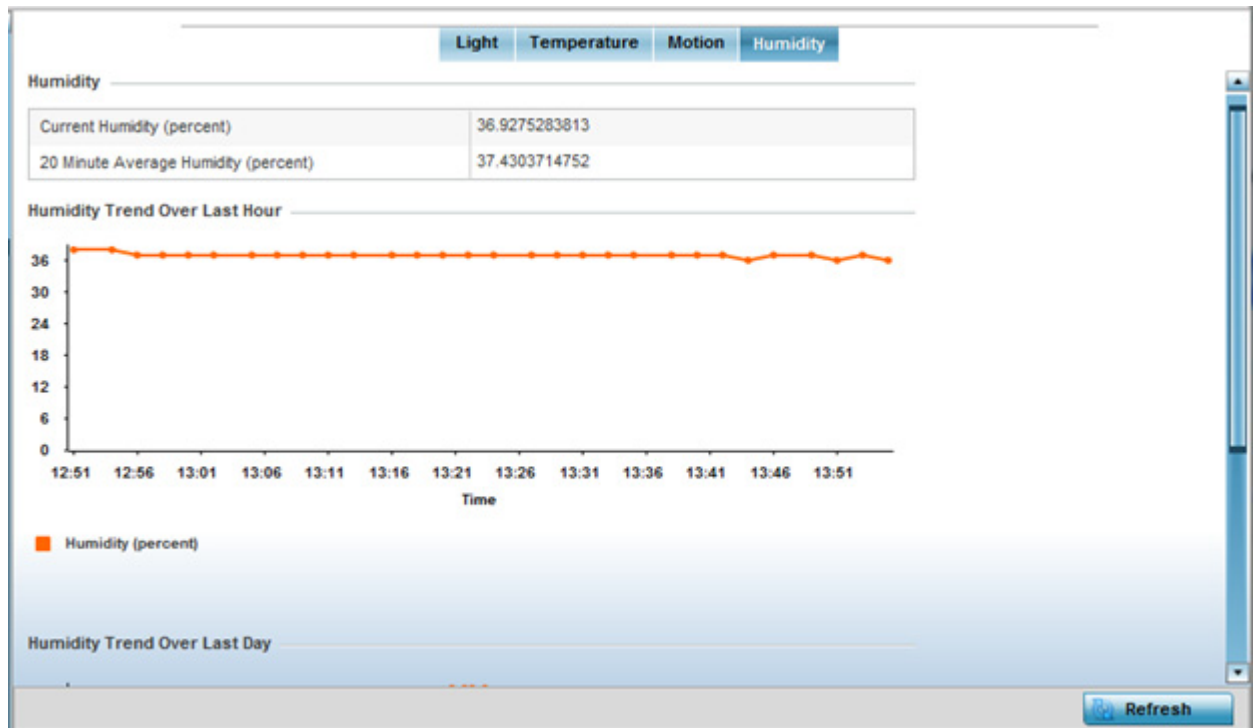 Light Temperature Motion Humidity
Humidity
Current Humidity (percent) 36.9275283813
20 Minute Average Humidity (percent) 37.4303714752
Humidity Trend Over Last Hour
36
30
24
18
12
6
0
12:51 12:56 13:01 13:06 13:11 13:16 13:21 13:26 13:31 13:36 13:41 13:46 13:51
Time
Humidity (percent)
Humidity Trend Over Last Day
Refresh